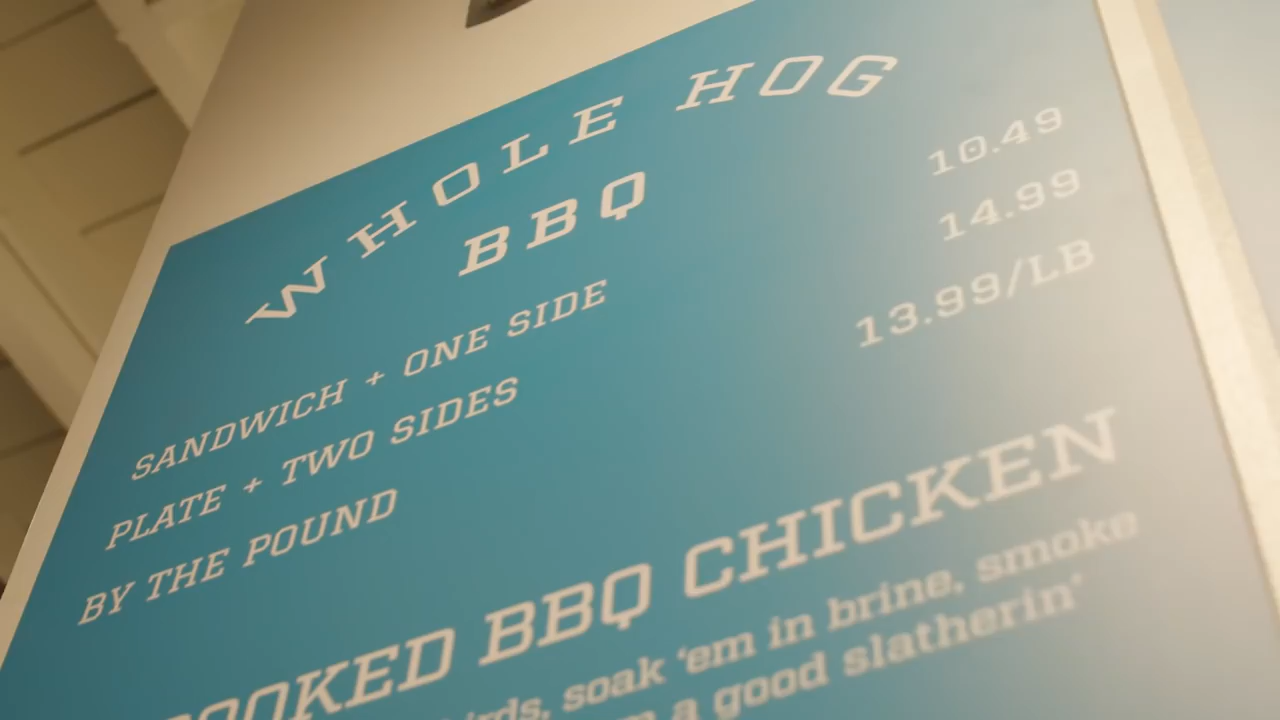 WHOLE HOG
BBQ
SANDWICH + ONE SIDE 10.49
PLATE + TWO SIDES 14.99
BY THE POUND 13.99/LB
BBQ CHICKEN
soak ‘em in brine, smoke
a good slatherin’